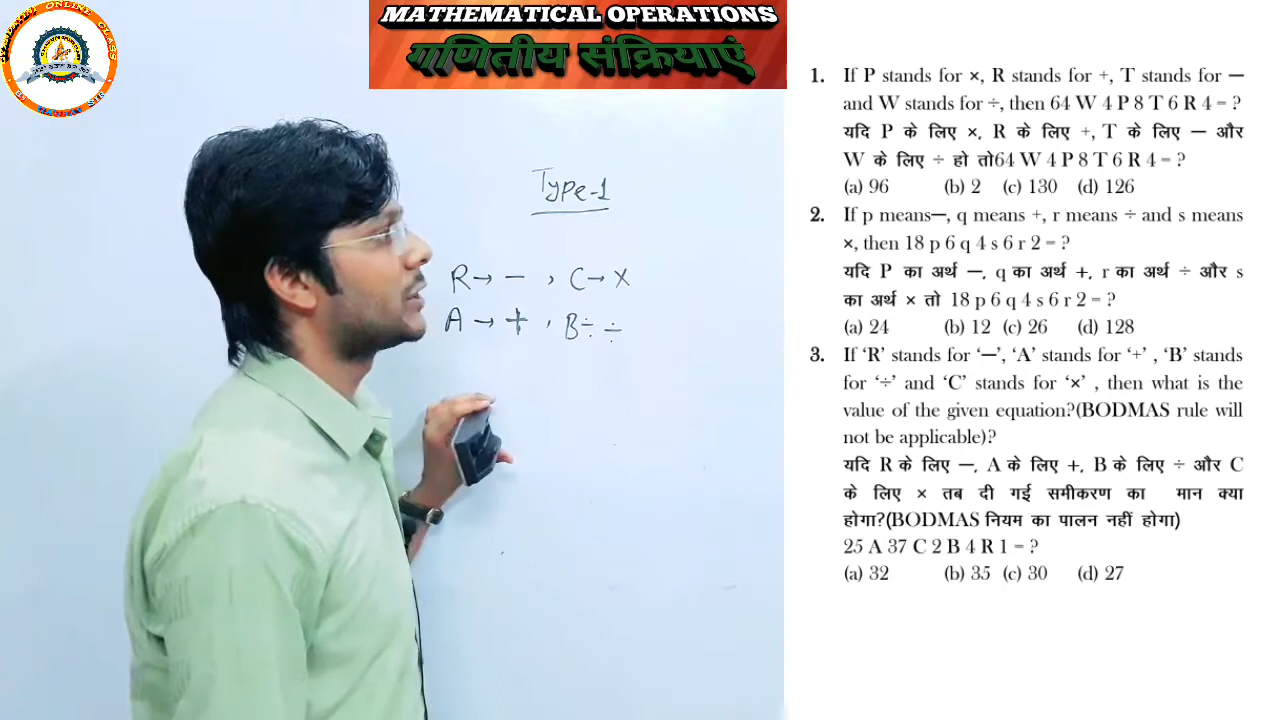 ONLINE CLASS
MATHEMATICAL OPERATIONS
गणितीय संक्रियाएं
Type-1
R→ — , C→ X
A → + , B÷ ÷
1. If P stands for ×, R stands for +, T stands for —
and W stands for ÷, then 64 W 4 P 8 T 6 R 4 = ?
यदि P के लिए ×, R के लिए +, T के लिए — और
W के लिए ÷ हो तो64 W 4 P 8 T 6 R 4 = ?
(a) 96 (b) 2 (c) 130 (d) 126
2. If p means—, q means +, r means ÷ and s means
×, then 18 p 6 q 4 s 6 r 2 = ?
यदि P का अर्थ —, q का अर्थ +, r का अर्थ ÷ और s
का अर्थ × तो 18 p 6 q 4 s 6 r 2 = ?
(a) 24 (b) 12 (c) 26 (d) 128
3. If ‘R’ stands for ‘—’, ‘A’ stands for ‘+’ , ‘B’ stands
for ‘÷’ and ‘C’ stands for ‘×’ , then what is the
value of the given equation?(BODMAS rule will
not be applicable)?
यदि R के लिए —, A के लिए +, B के लिए ÷ और C
के लिए × तब दी गई समीकरण का मान क्या
होगा?(BODMAS नियम का पालन नहीं होगा)
25 A 37 C 2 B 4 R 1 = ?
(a) 32 (b) 35 (c) 30 (d) 27